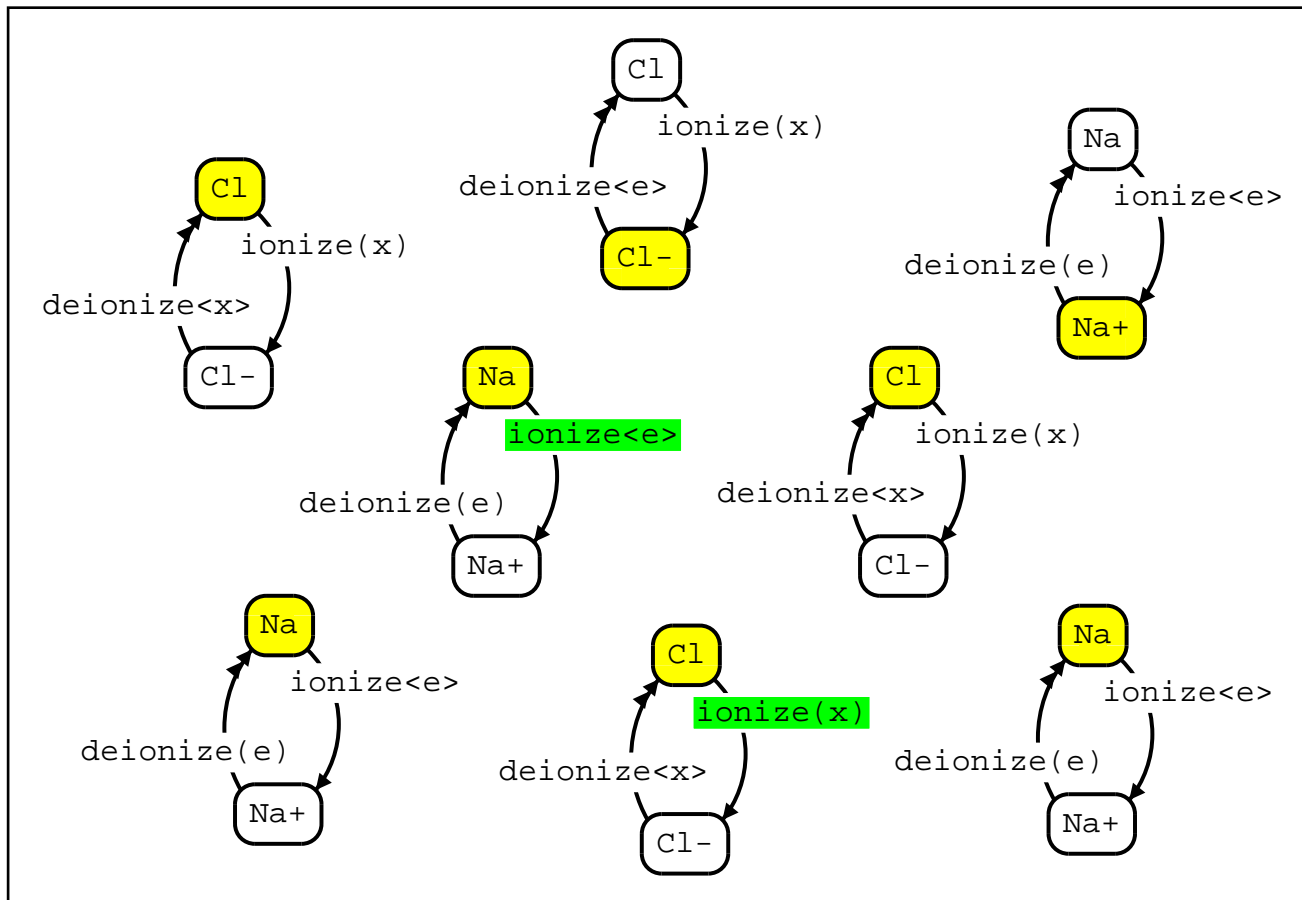 Cl
ionize(x)
deionize<e>
Cl-
Na
ionize<e>
deionize(e)
Na+
Cl
ionize(x)
deionize<x>
Cl-
Na
ionize<e>
deionize(e)
Na+
Cl
ionize(x)
deionize<x>
Cl-
Na
ionize<e>
deionize(e)
Na+
Cl
ionize(x)
deionize<x>
Cl-
Na
ionize<e>
deionize(e)
Na+